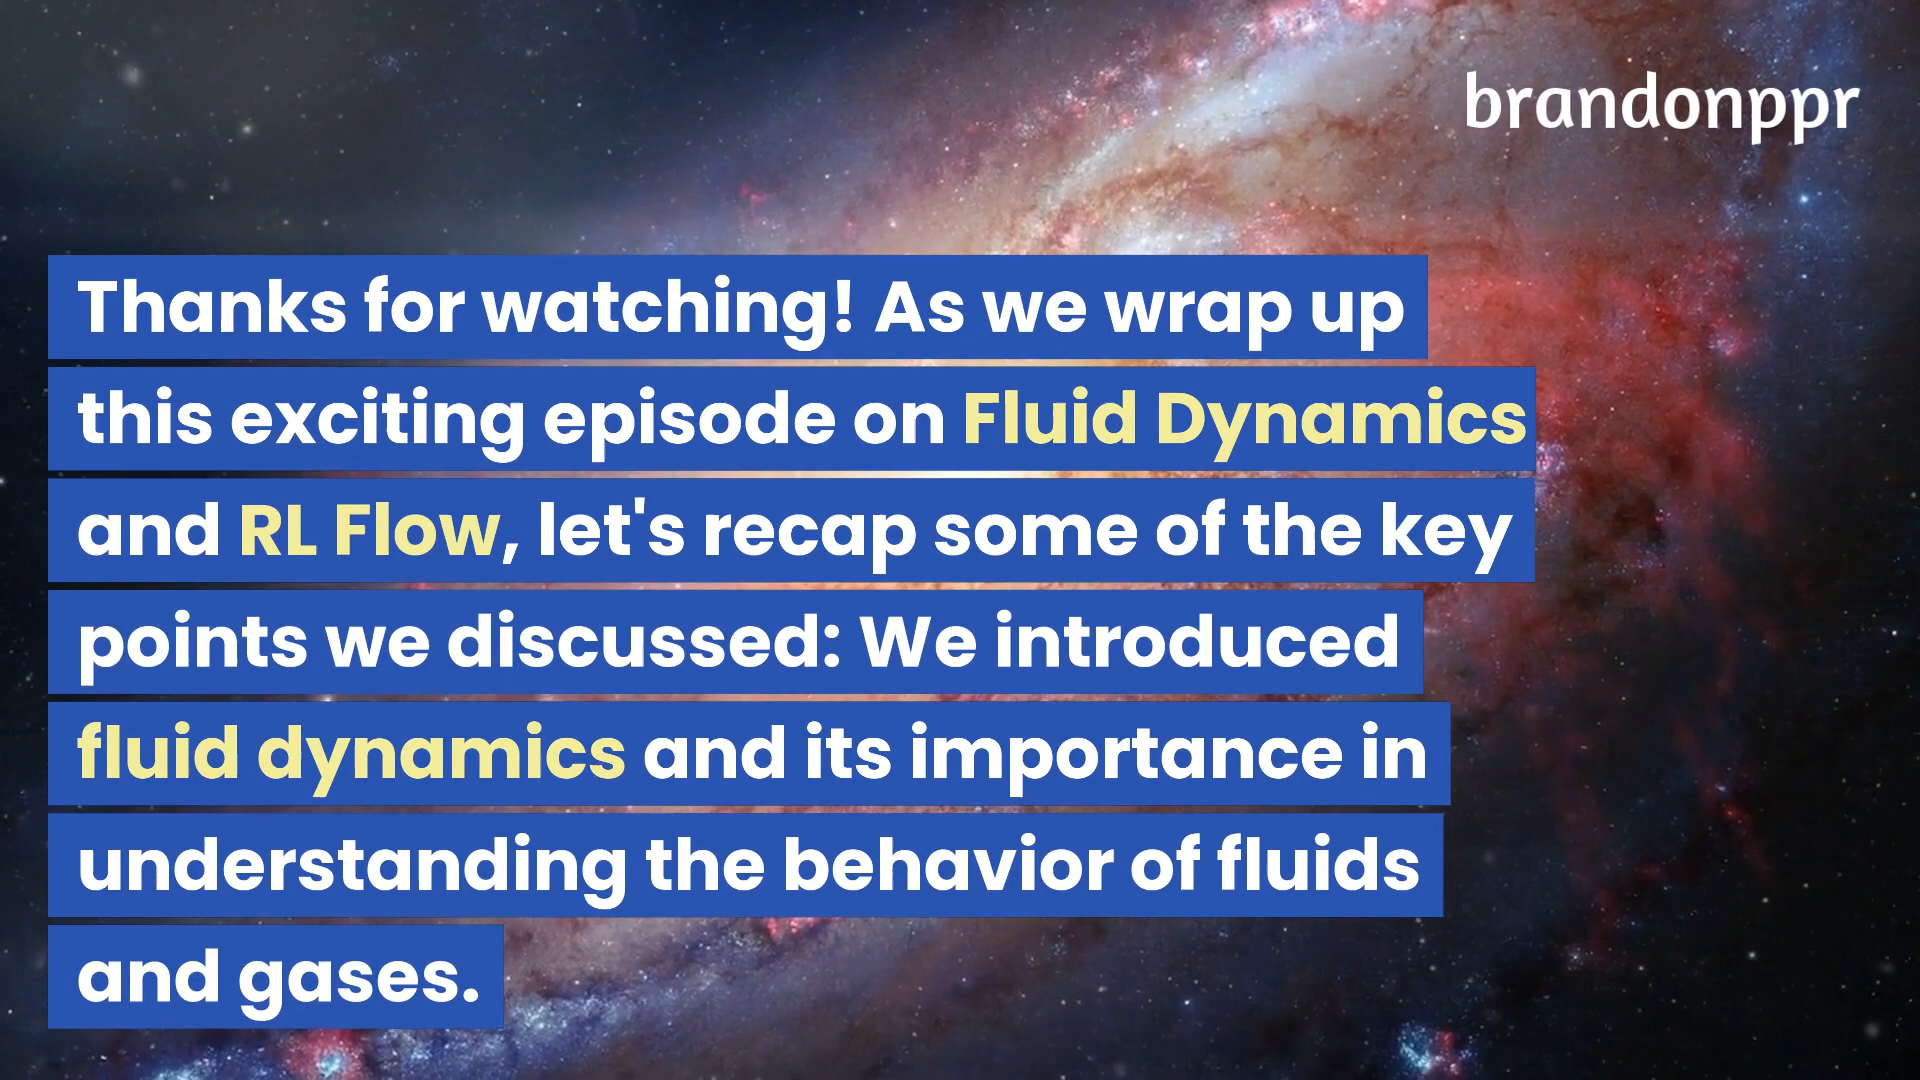 brandonppr
Thanks for watching! As we wrap up
this exciting episode on Fluid Dynamics
and RL Flow, let's recap some of the key
points we discussed: We introduced
fluid dynamics and its importance in
understanding the behavior of fluids
and gases.